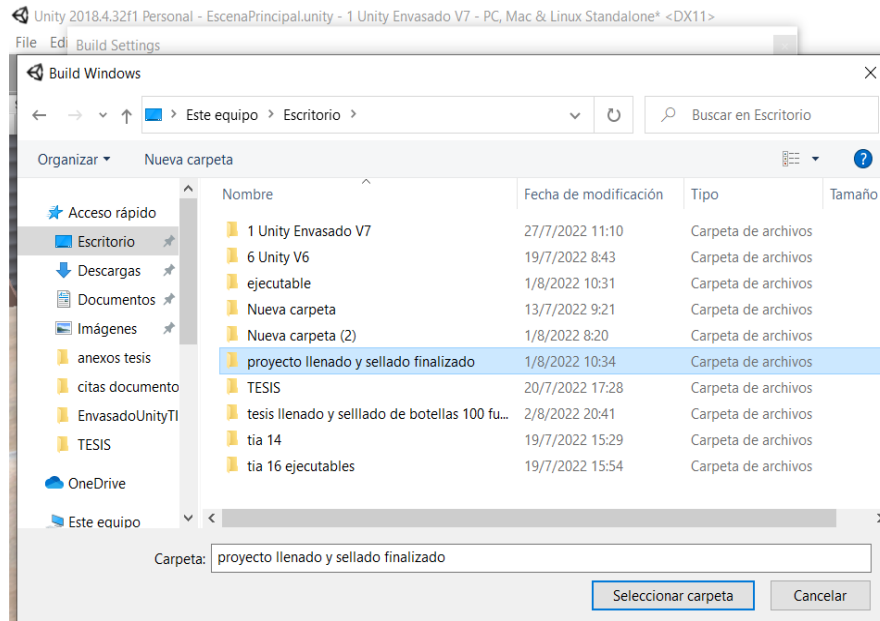 Unity 2018.4.32f1 Personal - EscenaPrincipal.unity - 1 Unity Envasado V7 - PC, Mac & Linux Standalone* <DX11>
File Edi Build Settings
Build Windows
Este equipo > Escritorio >
Buscar en Escritorio
Organizar Nueva carpeta
Nombre Fecha de modificación Tipo Tamaño
Acceso rápido
Escritorio
Descargas
Documentos
Imágenes
anexos tesis
citas documento
EnvasadoUnityTI
TESIS
OneDrive
Este equipo
1 Unity Envasado V7 27/7/2022 11:10 Carpeta de archivos
6 Unity V6 19/7/2022 8:43 Carpeta de archivos
ejecutable 1/8/2022 10:31 Carpeta de archivos
Nueva carpeta 13/7/2022 9:21 Carpeta de archivos
Nueva carpeta (2) 1/8/2022 8:20 Carpeta de archivos
proyecto llenado y sellado finalizado 1/8/2022 10:34 Carpeta de archivos
TESIS 20/7/2022 17:28 Carpeta de archivos
tesis llenado y selllado de botellas 100 fu... 2/8/2022 20:41 Carpeta de archivos
tia 14 19/7/2022 15:29 Carpeta de archivos
tia 16 ejecutables 19/7/2022 15:54 Carpeta de archivos
Carpeta: proyecto llenado y sellado finalizado
Seleccionar carpeta Cancelar